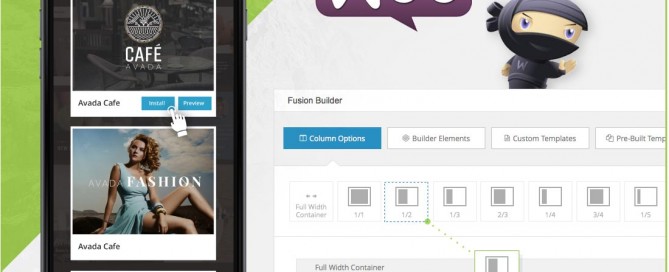 CAFÉ
AVADA
Avada Cafe
Install
Preview
AVADA FASHION
Avada Cafe
Woo
W
Fusion Builder
Column Options
Builder Elements
Custom Templates
Pre-Built Temp
Full Width
Container
1/1
1/2
1/3
2/3
1/4
3/4
1/5
Full Width Container